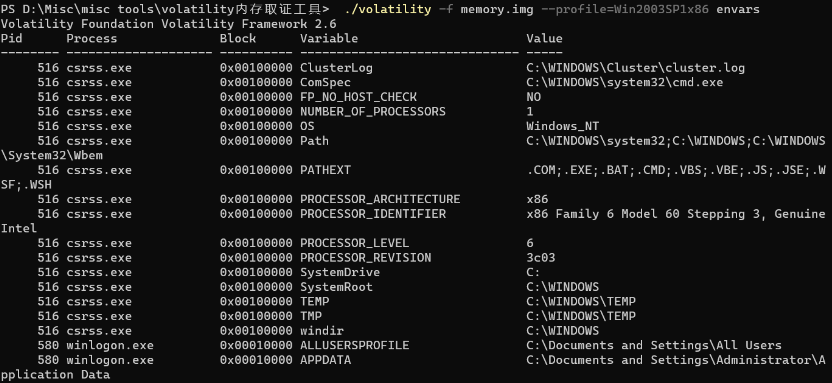 PS D:\Misc\misc tools\volatility内存取证工具> ./volatility -f memory.img --profile=Win2003SP1x86 envars
Volatility Foundation Volatility Framework 2.6
Pid      Process              Block      Variable                       Value
-------- -------------------- ---------- ------------------------------ -----
     516 csrss.exe            0x00100000 ClusterLog                     C:\WINDOWS\Cluster\cluster.log
     516 csrss.exe            0x00100000 ComSpec                        C:\WINDOWS\system32\cmd.exe
     516 csrss.exe            0x00100000 FP_NO_HOST_CHECK               NO
     516 csrss.exe            0x00100000 NUMBER_OF_PROCESSORS           1
     516 csrss.exe            0x00100000 OS                             Windows_NT
     516 csrss.exe            0x00100000 Path                           C:\WINDOWS\system32;C:\WINDOWS;C:\WINDOWS
\System32\Wbem
     516 csrss.exe            0x00100000 PATHEXT                        .COM;.EXE;.BAT;.CMD;.VBS;.VBE;.JS;.JSE;.W
SF;.WSH
     516 csrss.exe            0x00100000 PROCESSOR_ARCHITECTURE         x86
     516 csrss.exe            0x00100000 PROCESSOR_IDENTIFIER           x86 Family 6 Model 60 Stepping 3, Genuine
Intel
     516 csrss.exe            0x00100000 PROCESSOR_LEVEL                6
     516 csrss.exe            0x00100000 PROCESSOR_REVISION             3c03
     516 csrss.exe            0x00100000 SystemDrive                    C:
     516 csrss.exe            0x00100000 SystemRoot                     C:\WINDOWS
     516 csrss.exe            0x00100000 TEMP                           C:\WINDOWS\TEMP
     516 csrss.exe            0x00100000 TMP                            C:\WINDOWS\TEMP
     516 csrss.exe            0x00100000 windir                         C:\WINDOWS
     580 winlogon.exe         0x00010000 ALLUSERSPROFILE                C:\Documents and Settings\All Users
     580 winlogon.exe         0x00010000 APPDATA                        C:\Documents and Settings\Administrator\A
pplication Data